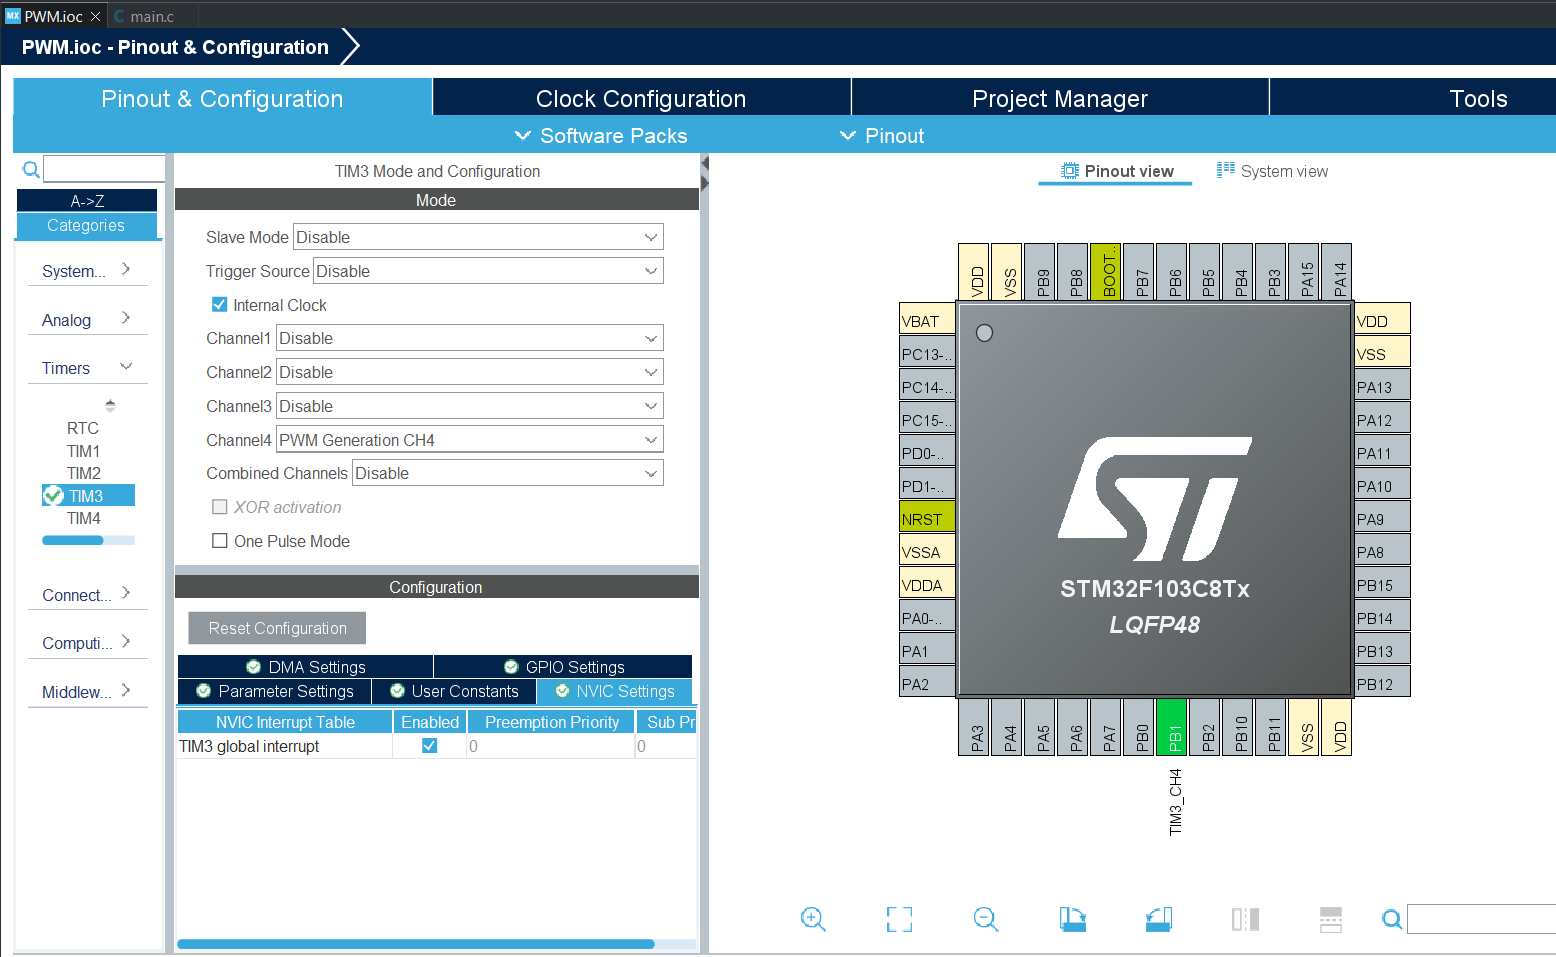 MX PWM.ioc
main.c
PWM.ioc - Pinout & Configuration
Pinout & Configuration
Clock Configuration
Project Manager
Tools
Software Packs
Pinout
TIM3 Mode and Configuration
Pinout view
System view
A->Z
Categories
System...
Analog
Timers
RTC
TIM1
TIM2
TIM3
TIM4
Connect...
Computi...
Middlew...
Mode
Slave Mode Disable
Trigger Source Disable
Internal Clock
Channel1 Disable
Channel2 Disable
Channel3 Disable
Channel4 PWM Generation CH4
Combined Channels Disable
XOR activation
One Pulse Mode
Configuration
Reset Configuration
DMA Settings
GPIO Settings
Parameter Settings
User Constants
NVIC Settings
NVIC Interrupt Table Enabled Preemption Priority Sub Pr
TIM3 global interrupt 0 0
VDD
VSS
PB9
PB8
BOOT..
PB7
PB6
PB5
PB4
PB3
PA15
PA14
VBAT
PC13-..
PC14-..
PC15-..
PD0-..
PD1-..
NRST
VSSA
VDDA
PA0-..
PA1
PA2
ST
STM32F103C8Tx
LQFP48
VDD
VSS
PA13
PA12
PA11
PA10
PA9
PA8
PB15
PB14
PB13
PB12
PA3
PA4
PA5
PA6
PA7
PB0
PB1
PB2
PB10
PB11
VSS
VDD
TIM3_CH4